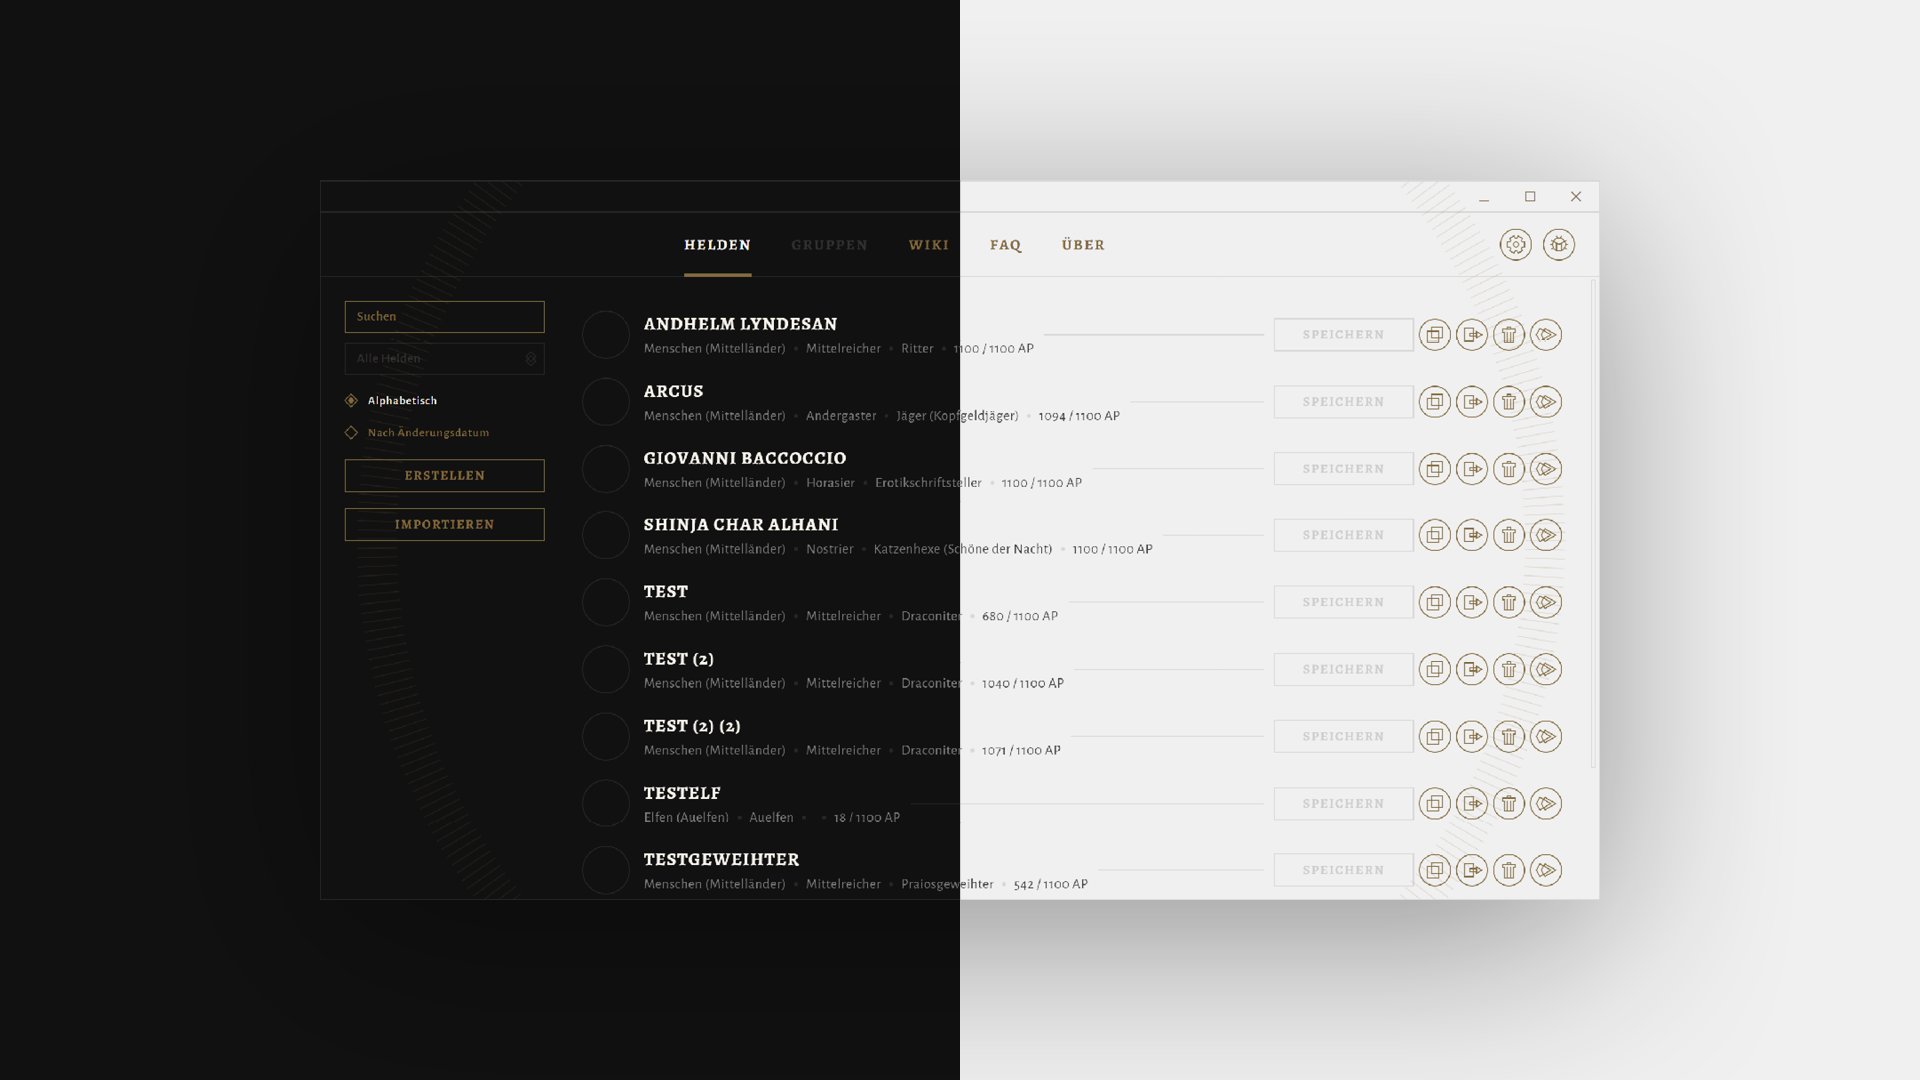 HELDEN GRUPPEN WIKI FAQ ÜBER
Suchen
Alle Helden
Alphabetisch
Nach Änderungsdatum
ERSTELLEN
IMPORTIEREN
ANDHELM LYNDESAN
Menschen (Mittelländer) • Mittelreicher • Ritter • 1100 / 1100 AP
SPEICHERN
ARCUS
Menschen (Mittelländer) • Andergaster • Jäger (Kopfgeldjäger) • 1094 / 1100 AP
SPEICHERN
GIOVANNI BACCOCCIO
Menschen (Mittelländer) • Horasier • Erotikschriftsteller • 1100 / 1100 AP
SPEICHERN
SHINJA CHAR ALHANI
Menschen (Mittelländer) • Nostrier • Katzenhexe (Schöne der Nacht) • 1100 / 1100 AP
SPEICHERN
TEST
Menschen (Mittelländer) • Mittelreicher • Draconiter • 680 / 1100 AP
SPEICHERN
TEST (2)
Menschen (Mittelländer) • Mittelreicher • Draconiter • 1040 / 1100 AP
SPEICHERN
TEST (2) (2)
Menschen (Mittelländer) • Mittelreicher • Draconiter • 1071 / 1100 AP
SPEICHERN
TESTELF
Elfen (Auelfen) • Auelfen • • 18 / 1100 AP
SPEICHERN
TESTGEWEIHTER
Menschen (Mittelländer) • Mittelreicher • Praiosgeweihter • 542 / 1100 AP
SPEICHERN